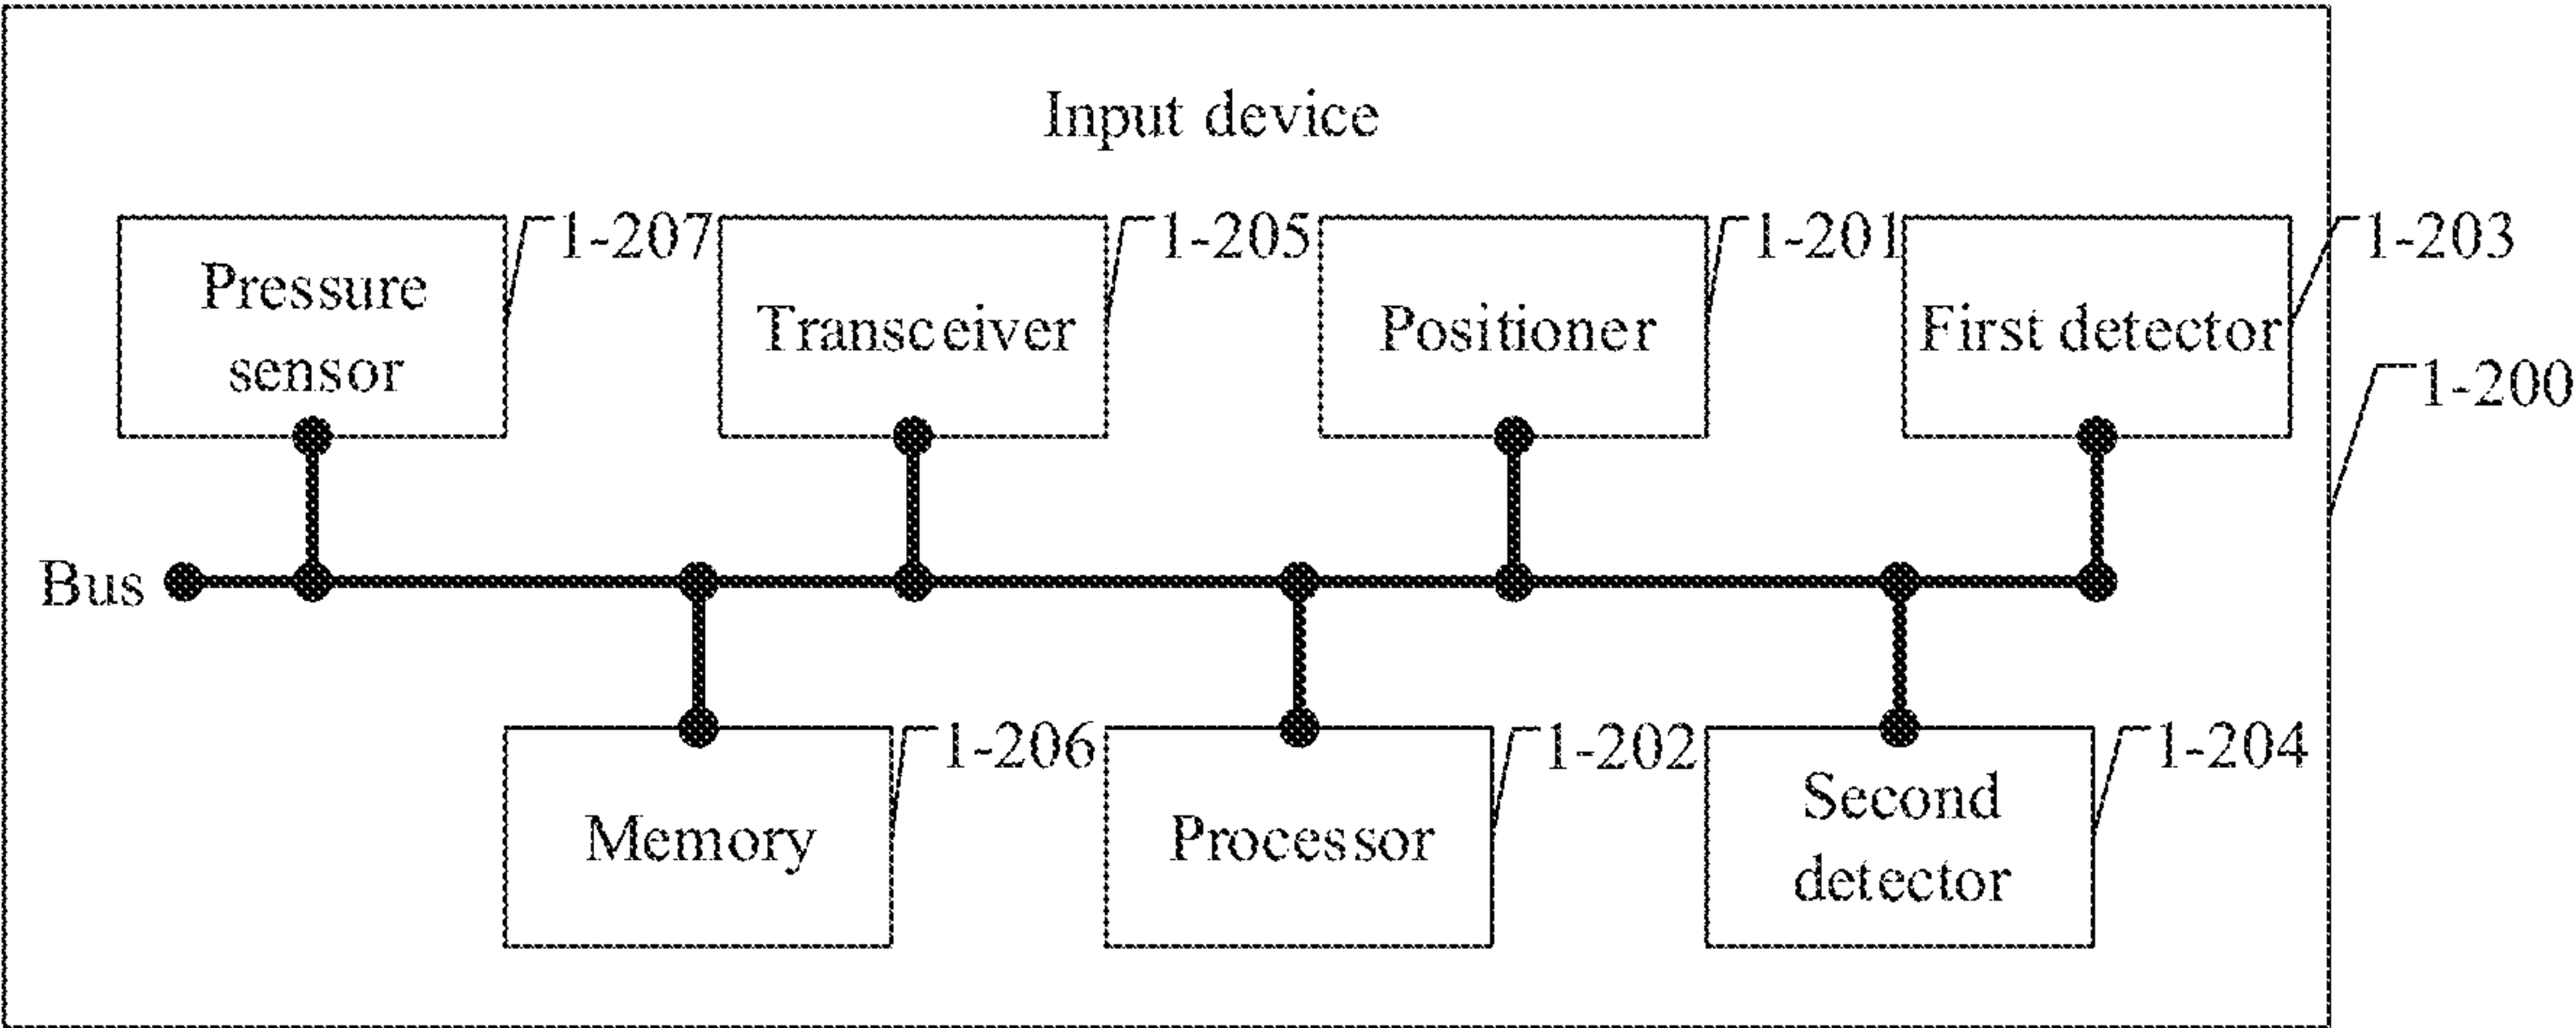 Input device
1-207
1-205
1-201
1-203
Pressure
sensor
Transceiver
Positioner
First detector
1-200
Bus
1-206
1-202
1-204
Memory
Processor
Second
detector